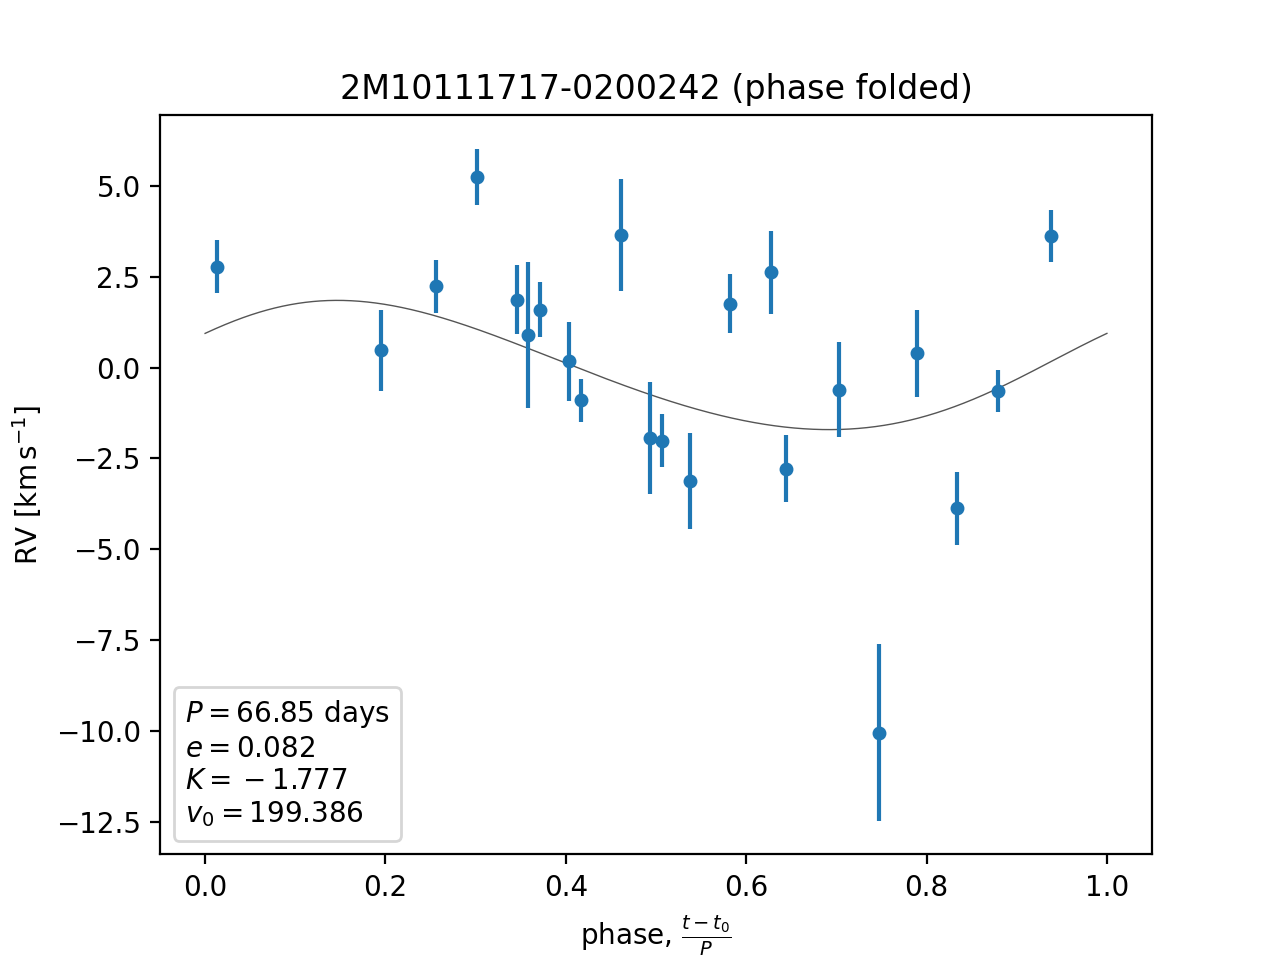 2M10111717-0200242 (phase folded)
RV [km s⁻¹]
5.0
2.5
0.0
−2.5
−5.0
−7.5
−10.0
−12.5
P = 66.85 days
e = 0.082
K = −1.777
v₀ = 199.386
0.0 0.2 0.4 0.6 0.8 1.0
phase, (t − t₀)/P